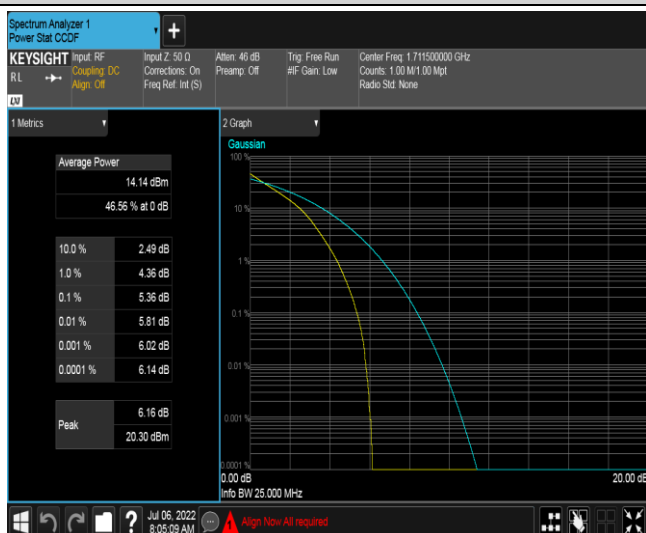 Spectrum Analyzer 1
Power Stat CCDF
+
KEYSIGHT
RL
LXI
Input: RF
Coupling: DC
Align: Off
Input Z: 50 Ω
Corrections: On
Freq Ref: Int (S)
Atten: 46 dB
Preamp: Off
Trig: Free Run
#IF Gain: Low
Center Freq: 1.711500000 GHz
Counts: 1.00 M/1.00 Mpt
Radio Std: None
1 Metrics
Average Power
14.14 dBm
46.56 % at 0 dB
10.0 % 2.49 dB
1.0 % 4.36 dB
0.1 % 5.36 dB
0.01 % 5.81 dB
0.001 % 6.02 dB
0.0001 % 6.14 dB
Peak
6.16 dB
20.30 dBm
2 Graph
Gaussian
100 %
10 %
1 %
0.1 %
0.01 %
0.001 %
0.0001 %
0.00 dB
20.00 dB
Info BW 25.000 MHz
?
Jul 06, 2022
8:05:09 AM
Align Now All required